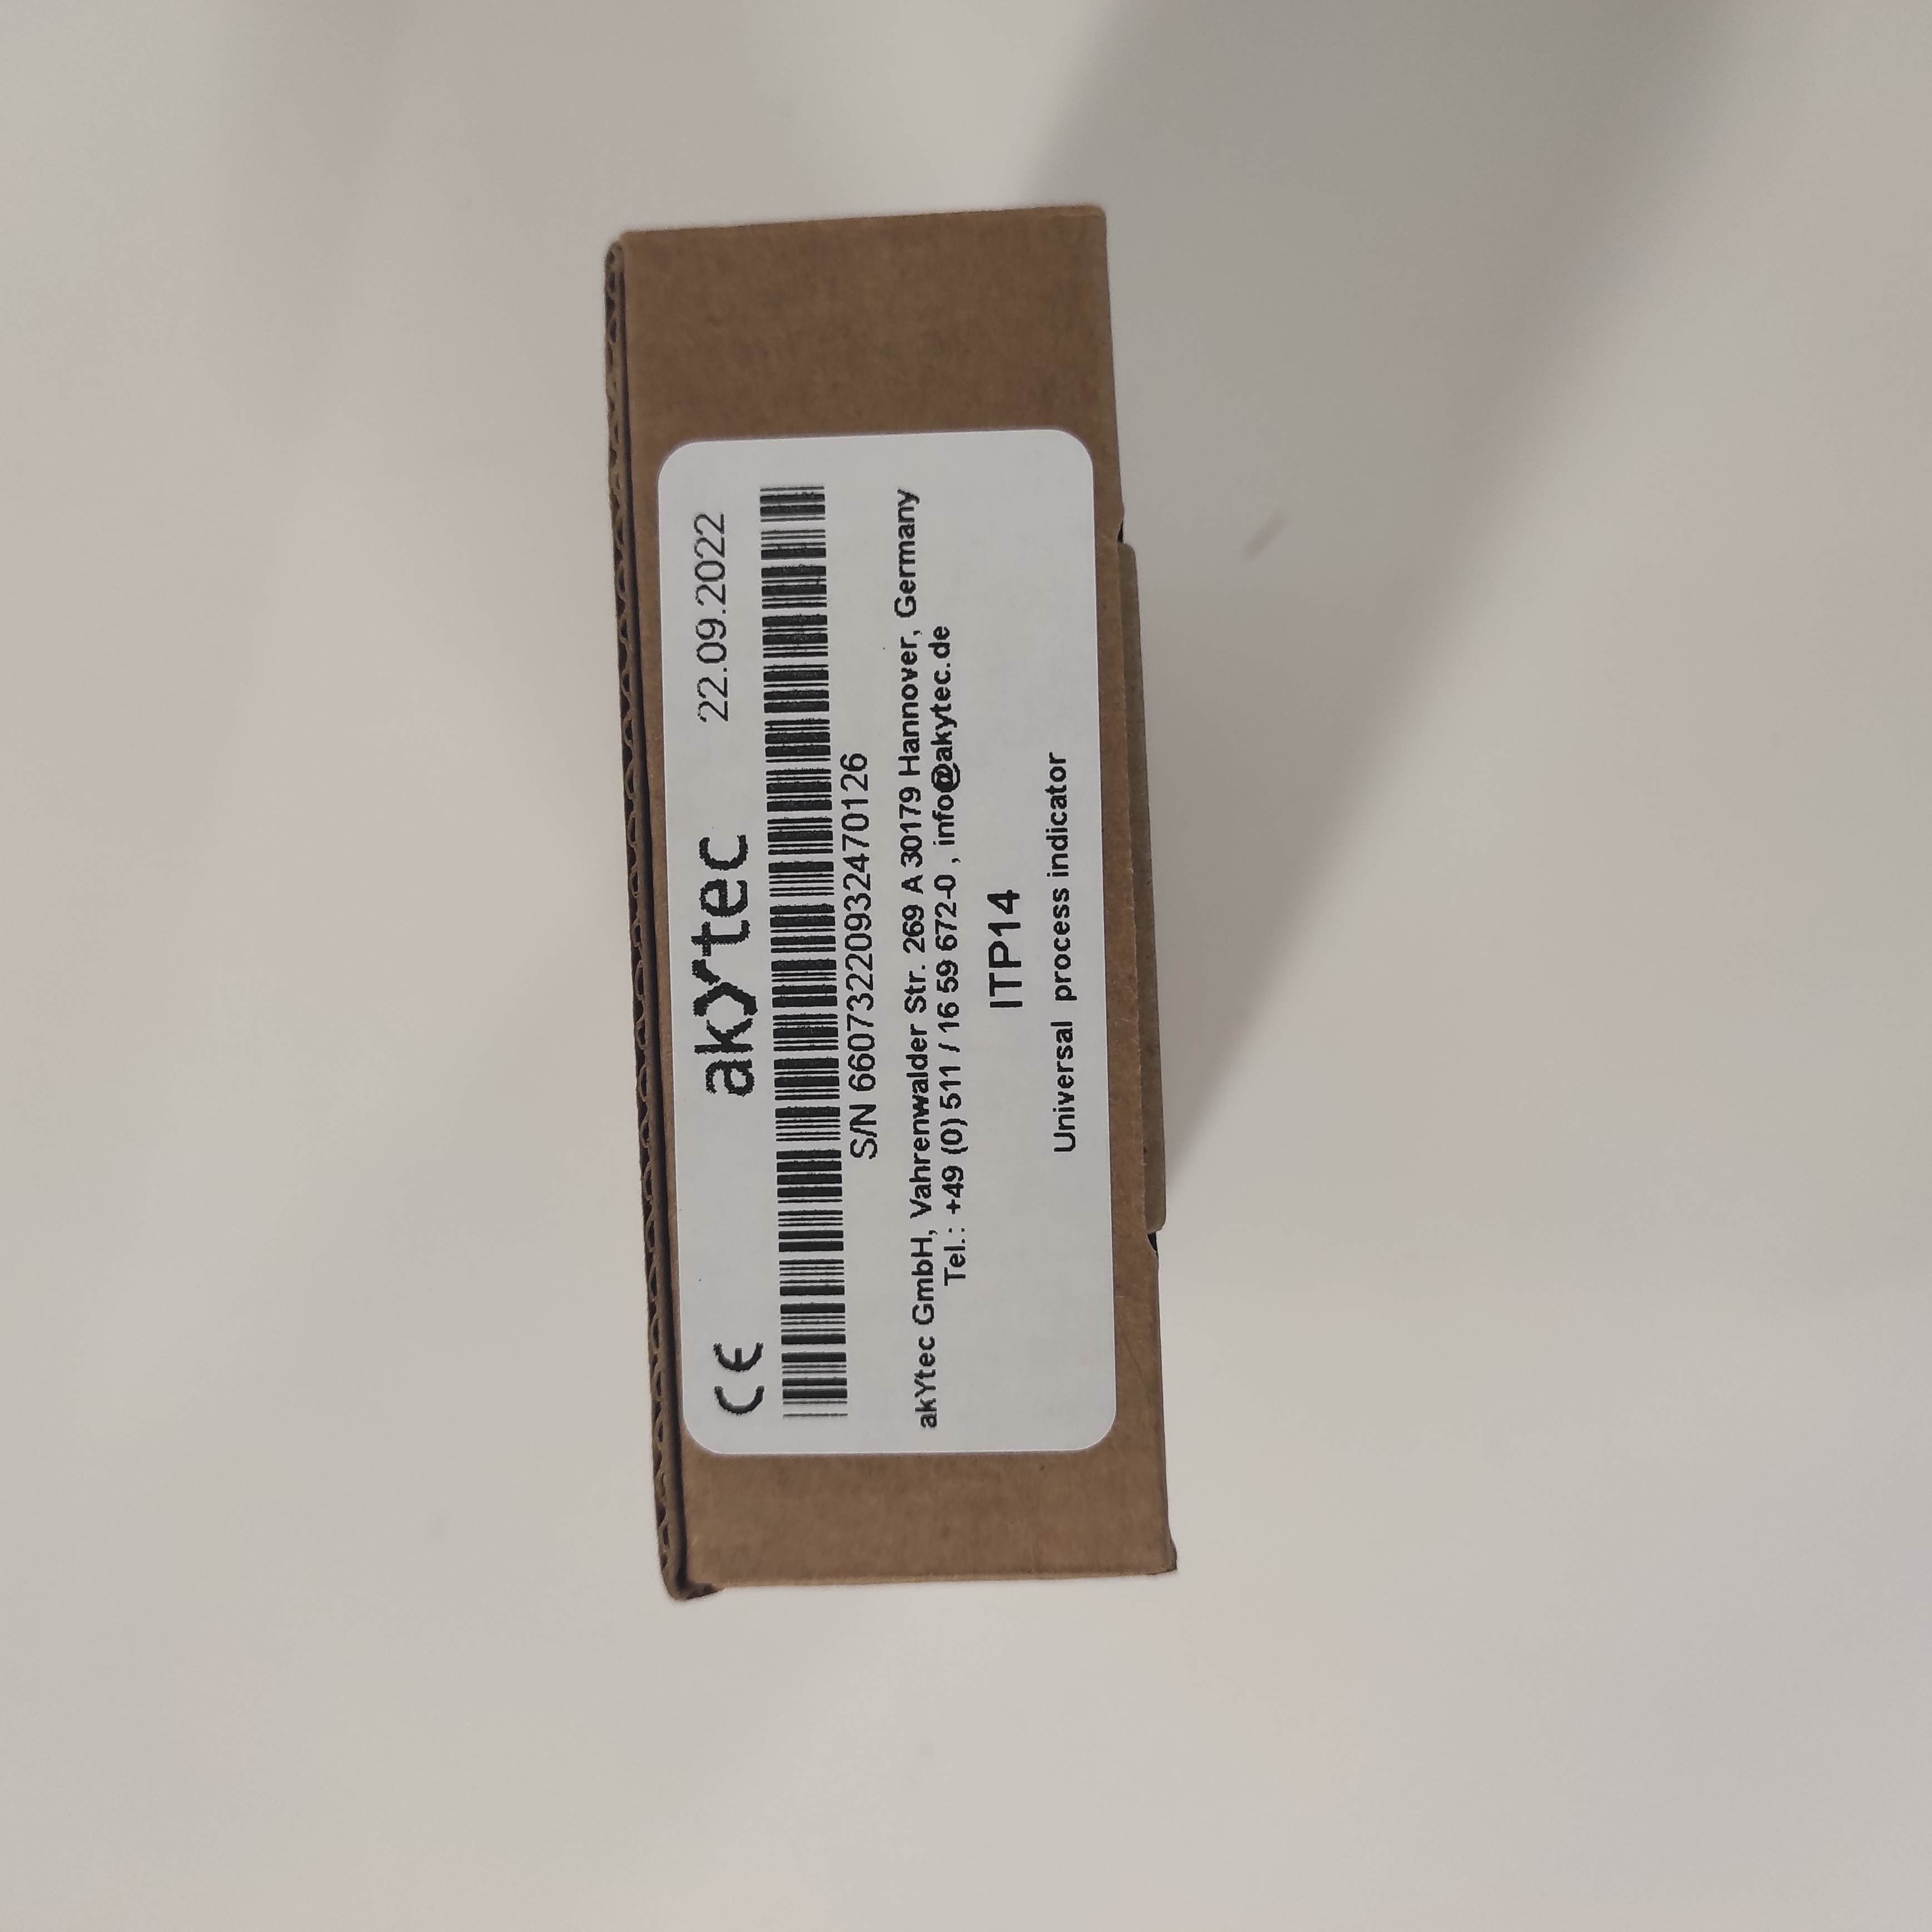 CE akYtec 22.09.2022
S/N 66073220932470126
akYtec GmbH, Vahrenwalder Str. 269 A 30179 Hannover, Germany
Tel.: +49 (0) 511 / 16 59 672-0 , info@akytec.de
ITP14
Universal process indicator